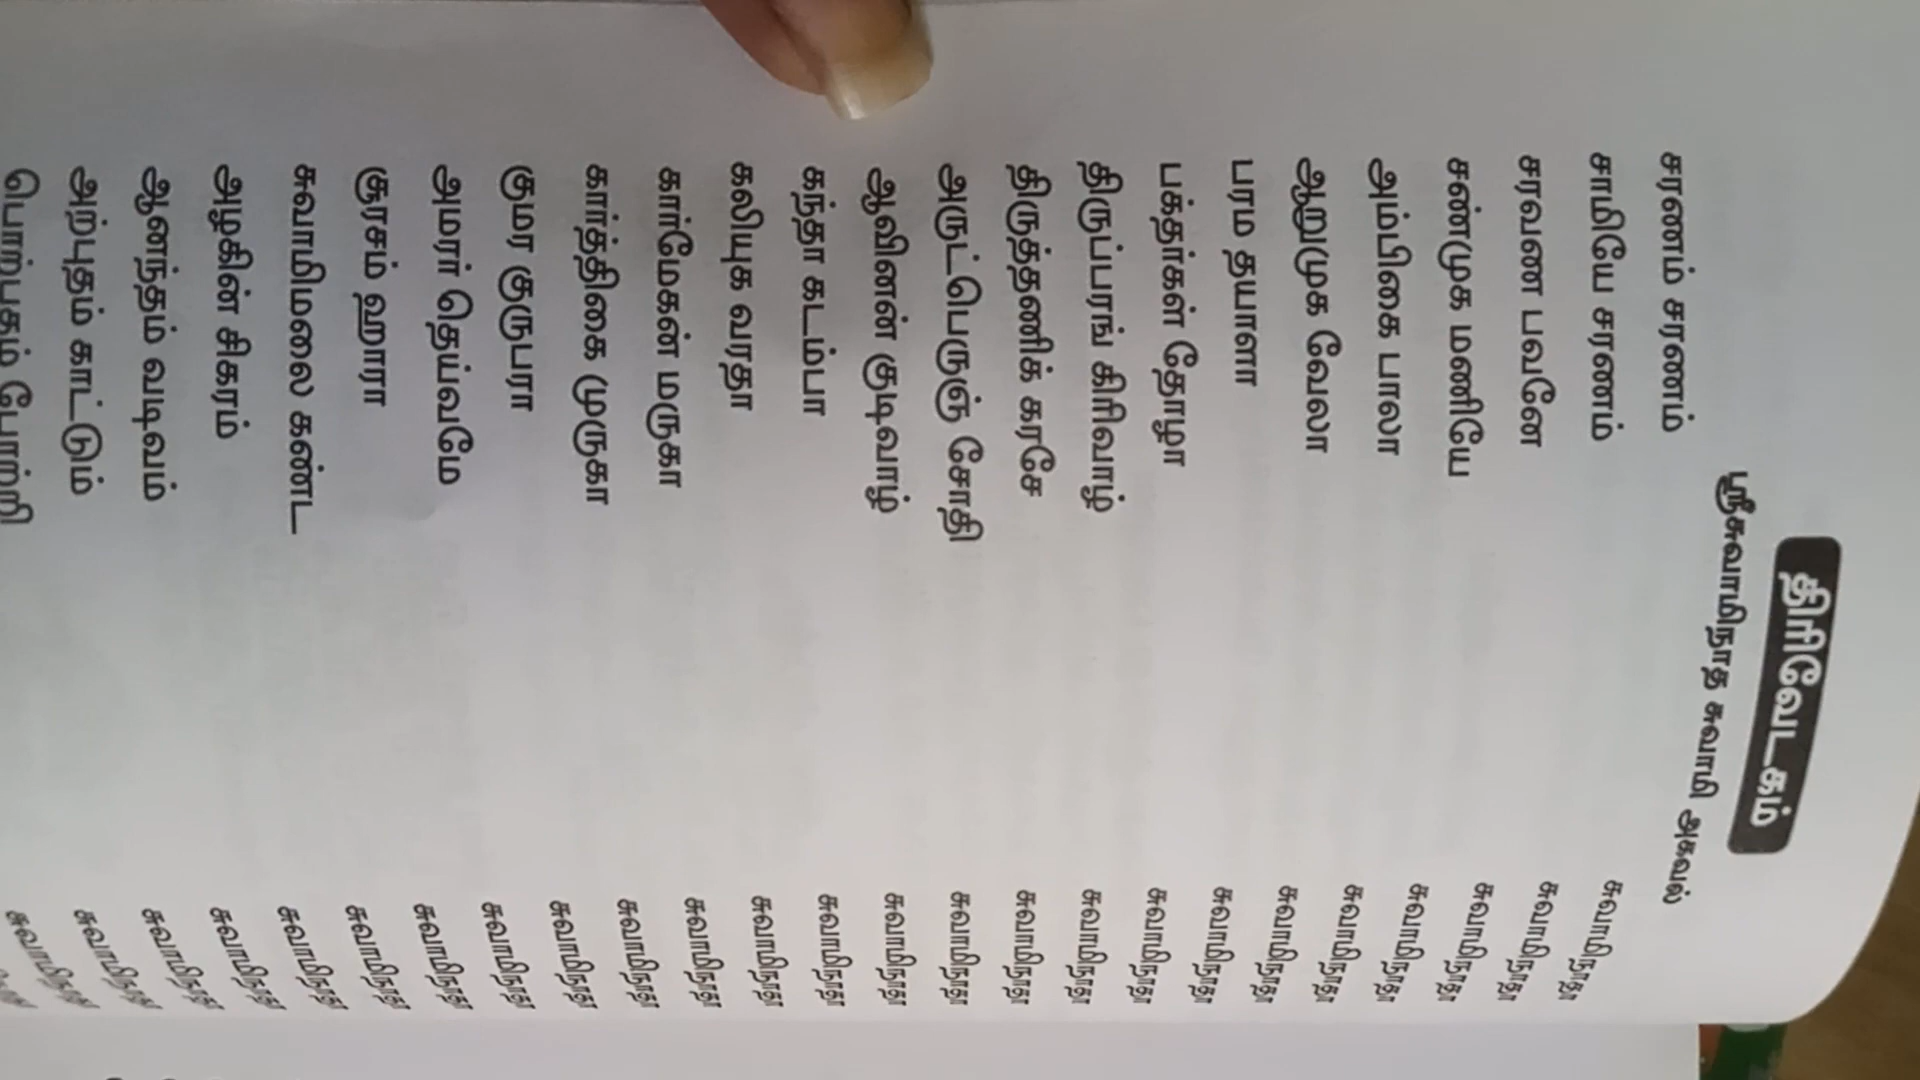 திரிவேடகம்
ஸ்ரீசுவாமிநாத சுவாமி அகவல்
சரணம் சரணம் சுவாமிநாதா
சாமியே சரணம் சுவாமிநாதா
சரவண பவனே சுவாமிநாதா
சண்முக மணியே சுவாமிநாதா
அம்பிகை பாலா சுவாமிநாதா
ஆறுமுக வேலா சுவாமிநாதா
பரம தயாளா சுவாமிநாதா
பக்தர்கள் தோழா சுவாமிநாதா
திருப்பரங் கிரிவாழ் சுவாமிநாதா
திருத்தணிக் கரசே சுவாமிநாதா
அருட்பெருஞ் சோதி சுவாமிநாதா
ஆவினன் குடிவாழ் சுவாமிநாதா
கந்தா கடம்பா சுவாமிநாதா
கலியுக வரதா சுவாமிநாதா
கார்மேகன் மருகா சுவாமிநாதா
கார்த்திகை முருகா சுவாமிநாதா
குமர குருபரா சுவாமிநாதா
அமரர் தெய்வமே சுவாமிநாதா
சூரசம் ஹாரா சுவாமிநாதா
சுவாமிமலை கண்ட சுவாமிநாதா
அழகின் சிகரம் சுவாமிநாதா
ஆனந்தம் வடிவம் சுவாமிநாதா
அற்புதம் காட்டும் சுவாமிநாதா
பொற்பதம் போற்றி சுவாமிநாதா